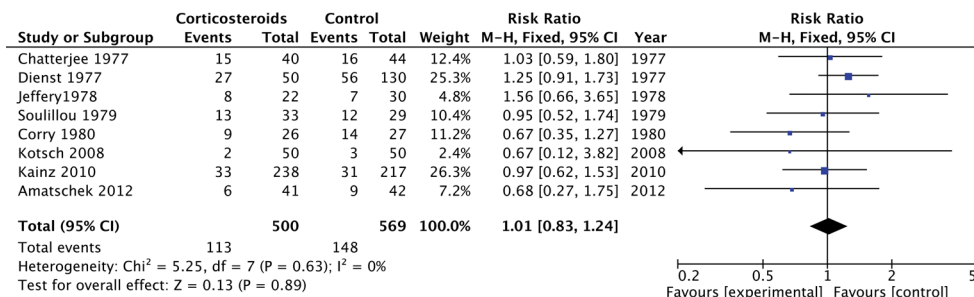 Corticosteroids Control Risk Ratio Risk Ratio
Study or Subgroup Events Total Events Total Weight M-H, Fixed, 95% CI Year M-H, Fixed, 95% CI
Chatterjee 1977 15 40 16 44 12.4% 1.03 [0.59, 1.80] 1977
Dienst 1977 27 50 56 130 25.3% 1.25 [0.91, 1.73] 1977
Jeffery1978 8 22 7 30 4.8% 1.56 [0.66, 3.65] 1978
Soulillou 1979 13 33 12 29 10.4% 0.95 [0.52, 1.74] 1979
Corry 1980 9 26 14 27 11.2% 0.67 [0.35, 1.27] 1980
Kotsch 2008 2 50 3 50 2.4% 0.67 [0.12, 3.82] 2008
Kainz 2010 33 238 31 217 26.3% 0.97 [0.62, 1.53] 2010
Amatschek 2012 6 41 9 42 7.2% 0.68 [0.27, 1.75] 2012
Total (95% CI) 500 569 100.0% 1.01 [0.83, 1.24]
Total events 113 148
Heterogeneity: Chi² = 5.25, df = 7 (P = 0.63); I² = 0%
Test for overall effect: Z = 0.13 (P = 0.89)
0.2 0.5 1 2 5
Favours [experimental] Favours [control]